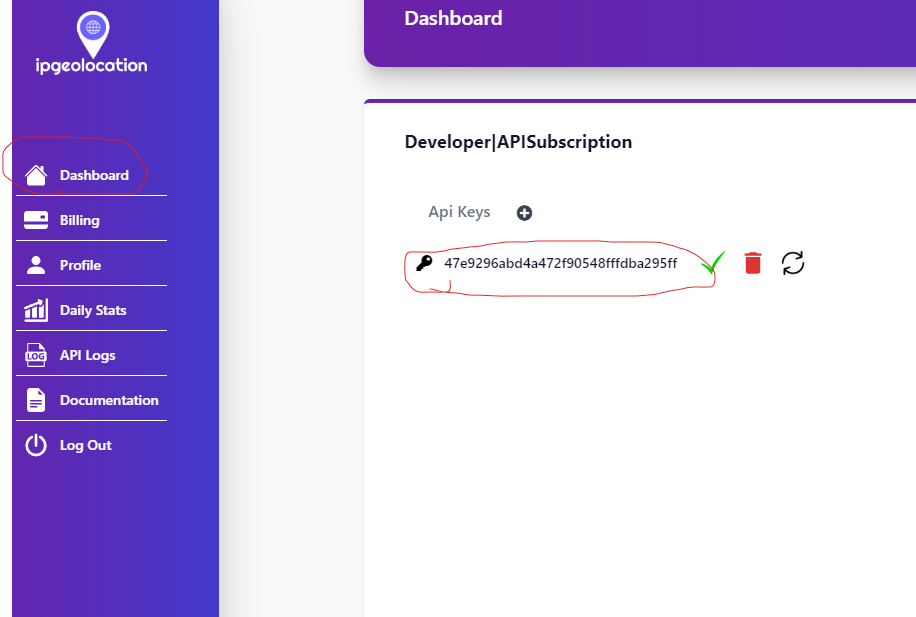 ipgeolocation
Dashboard
Billing
Profile
Daily Stats
LOG
API Logs
Documentation
Log Out
Dashboard
Developer|APISubscription
Api Keys
47e9296abd4a472f90548fffdba295ff